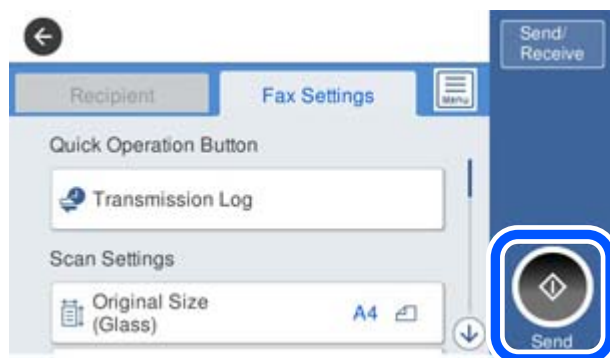 Send/
Receive
Recipient
Fax Settings
Menu
Quick Operation Button
Transmission Log
Scan Settings
Original Size
(Glass)
A4
Send